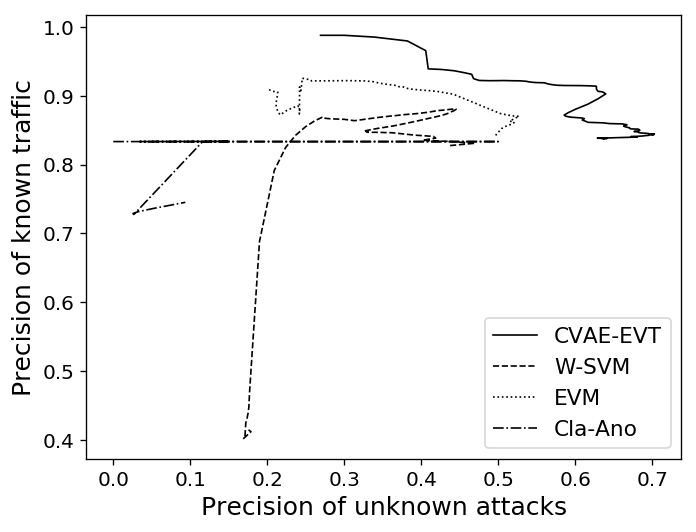 Precision of known traffic
1.0
0.9
0.8
0.7
0.6
0.5
0.4
0.0 0.1 0.2 0.3 0.4 0.5 0.6 0.7
Precision of unknown attacks
CVAE-EVT
W-SVM
EVM
Cla-Ano